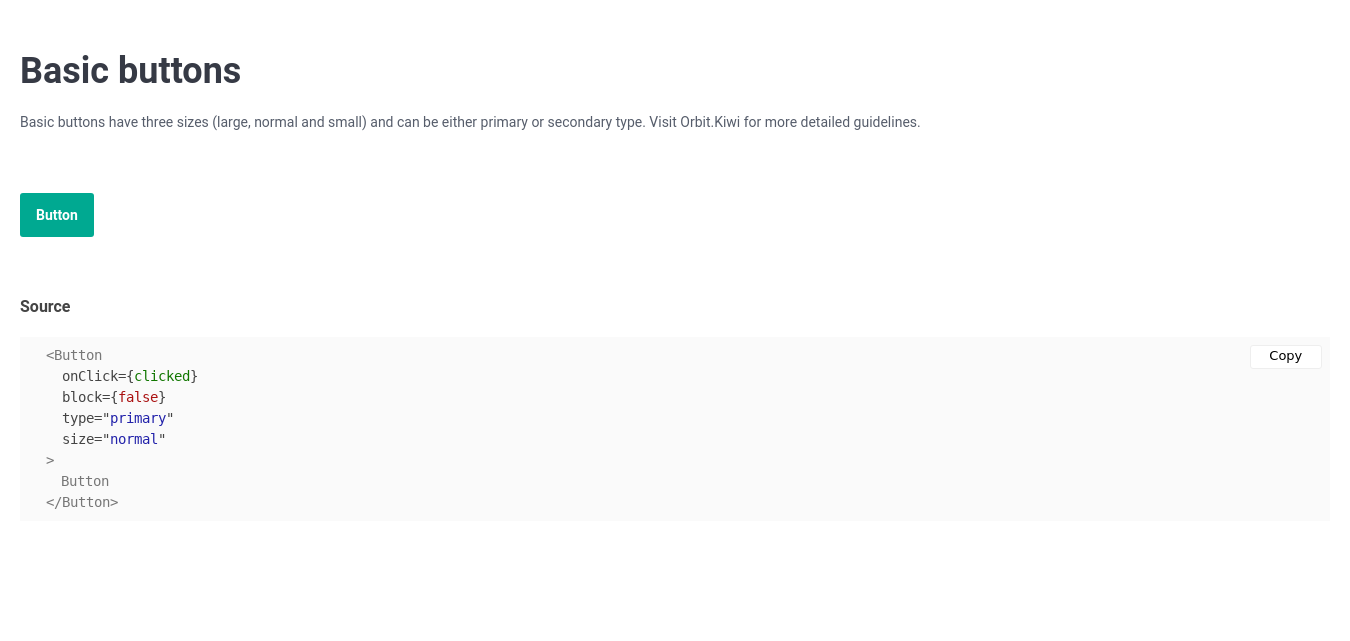 Basic buttons
Basic buttons have three sizes (large, normal and small) and can be either primary or secondary type. Visit Orbit.Kiwi for more detailed guidelines.
Button
Source
<Button
Copy
onClick={clicked}
block={false}
type="primary"
size="normal"
>
Button
</Button>